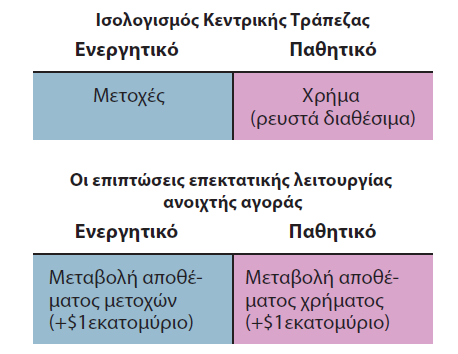 Ισολογισμός Κεντρικής Τράπεζας
Ενεργητικό Παθητικό
Μετοχές Χρήμα
(ρευστά διαθέσιμα)
Οι επιπτώσεις επεκτατικής λειτουργίας
ανοιχτής αγοράς
Ενεργητικό Παθητικό
Μεταβολή αποθέ-
ματος μετοχών
(+$1εκατομύριο)
Μεταβολή αποθέ-
ματος χρήματος
(+$1εκατομύριο)